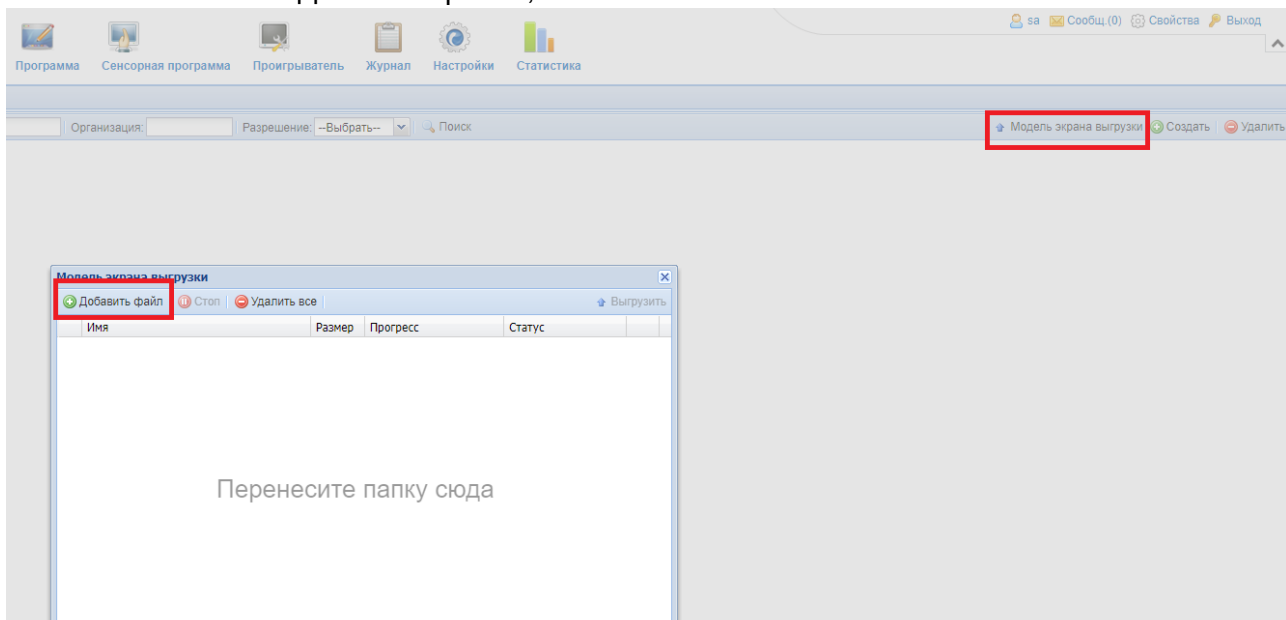 sa Сообщ.(0) Свойства Выход
Программа Сенсорная программа Проигрыватель Журнал Настройки Статистика
Организация: Разрешение: --Выбрать-- Поиск Модель экрана выгрузки Создать Удалить
Модель экрана выгрузки
Добавить файл Стоп Удалить все Выгрузить
Имя Размер Прогресс Статус
Перенесите папку сюда